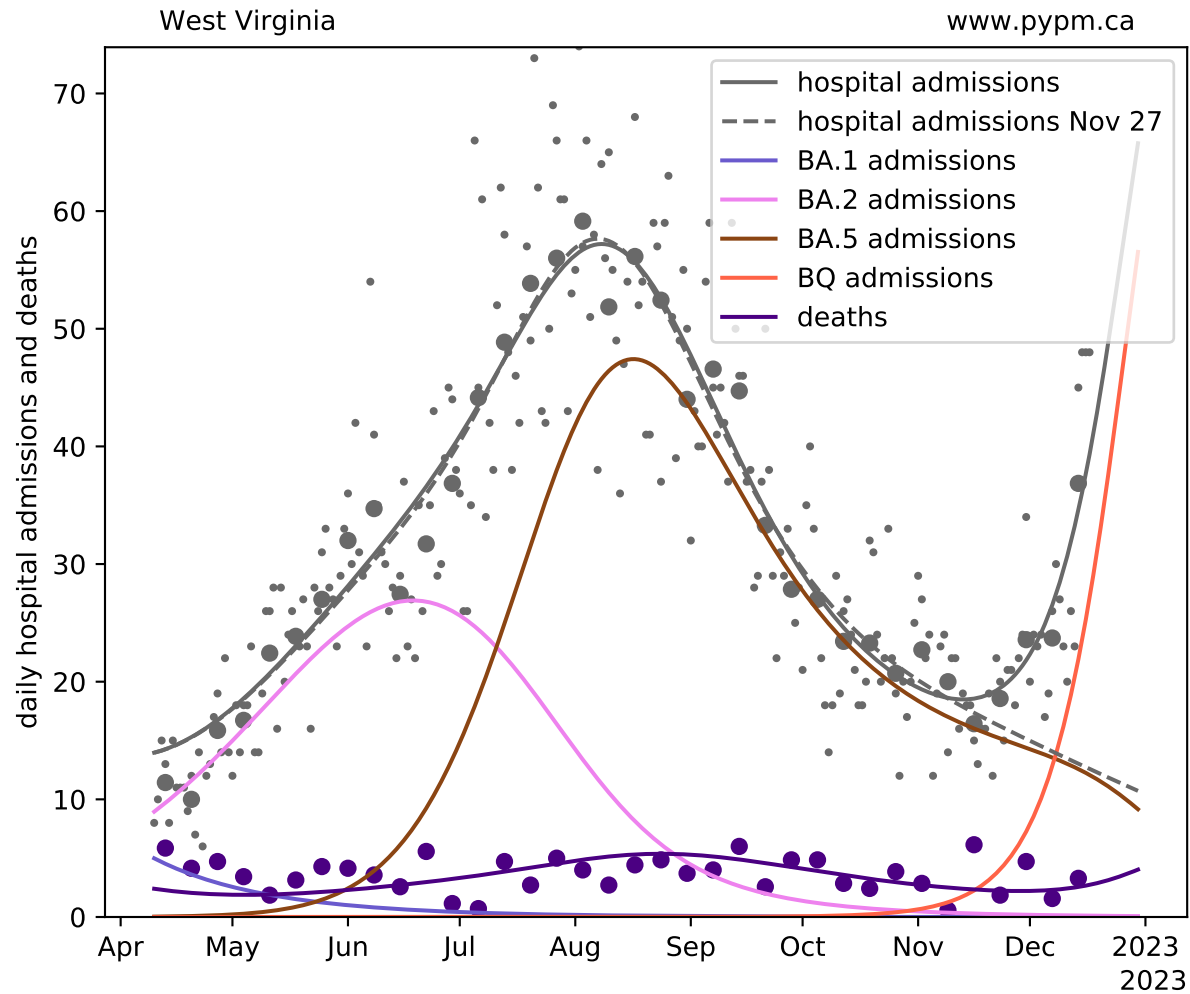 West Virginia www.pypm.ca
daily hospital admissions and deaths
70
60
50
40
30
20
10
0
hospital admissions
hospital admissions Nov 27
BA.1 admissions
BA.2 admissions
BA.5 admissions
BQ admissions
deaths
Apr May Jun Jul Aug Sep Oct Nov Dec 2023
2023